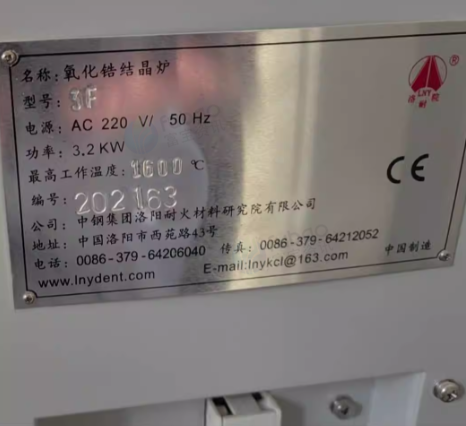 名称: 氧化锆结晶炉
型号: 3F
电源: AC 220 V/ 50 Hz
功率: 3.2 KW
最高工作温度: 1600 ℃
编号: 202163
公司: 中钢集团洛阳耐火材料研究院有限公司
地址: 中国洛阳市西苑路43号
电话: 0086-379-64206040 传真: 0086-379-64212052
www.lnydent.com E-mail:lnykcl@163.com
中国制造
LNY
洛耐院
®
CE